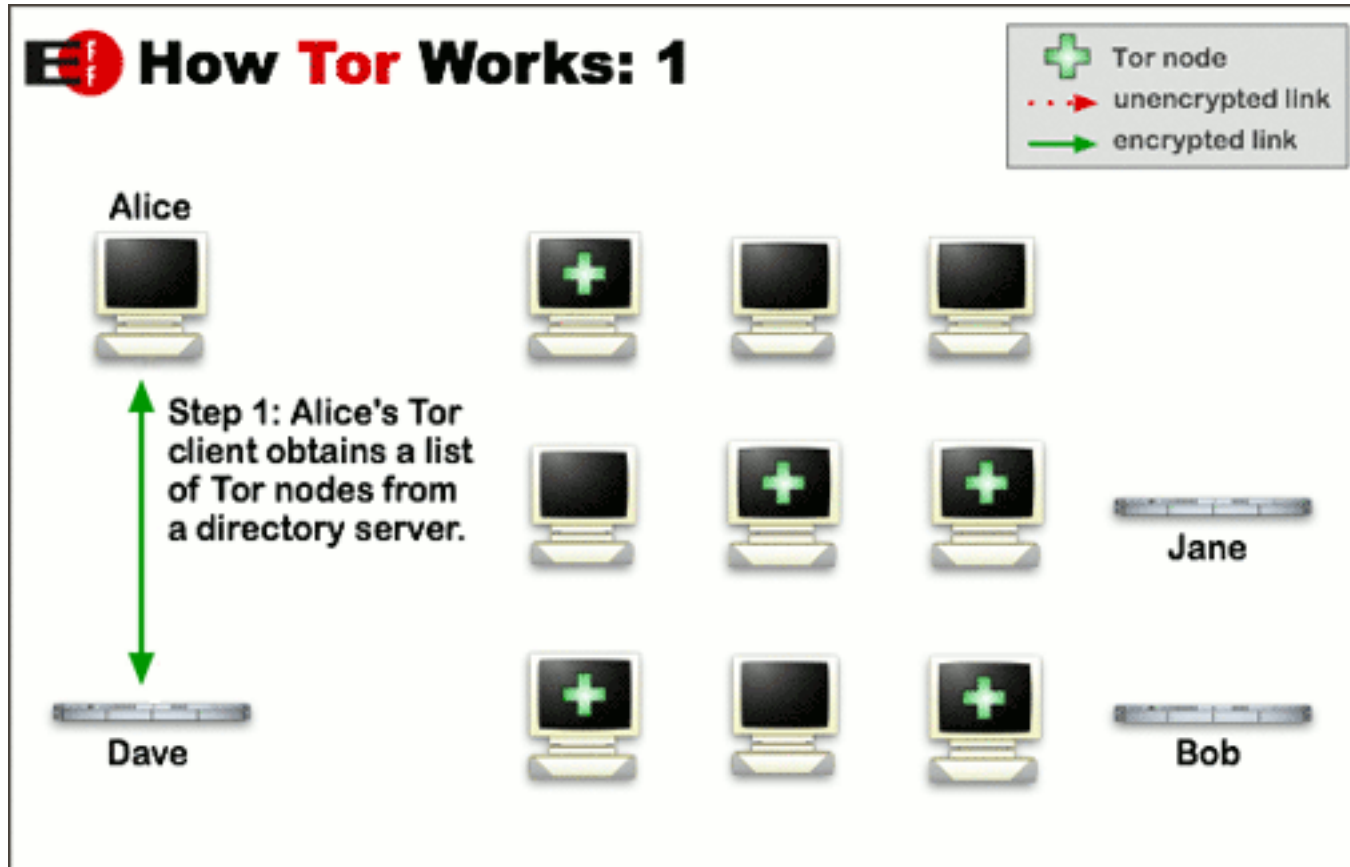 EFF How Tor Works: 1
Tor node
unencrypted link
encrypted link
Alice
Step 1: Alice's Tor
client obtains a list
of Tor nodes from
a directory server.
Jane
Dave
Bob